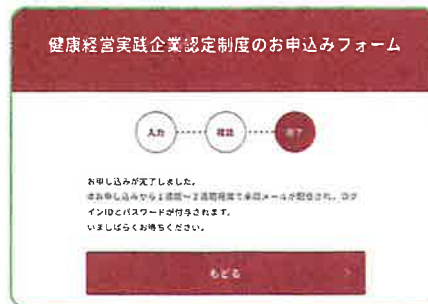 健康経営実践企業認定制度のお申込みフォーム
入力
確認
完了
お申し込みが完了しました。
※お申し込みから1週間～2週間程度で承認メールが配信され、ログ
インIDとパスワードが付与されます。
いましばらくお待ちください。
もどる